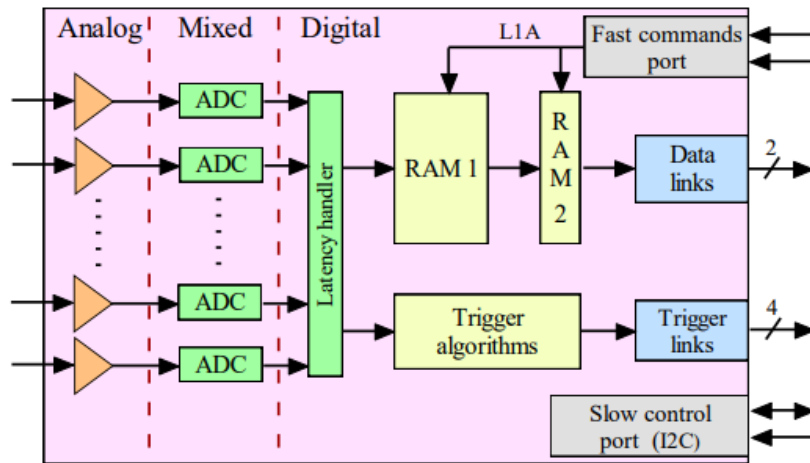 Analog
Mixed
Digital
L1A
Fast commands
port
ADC
ADC
ADC
ADC
Latency handler
RAM 1
R
A
M
2
Data
links
2
Trigger
algorithms
Trigger
links
4
Slow control
port (I2C)